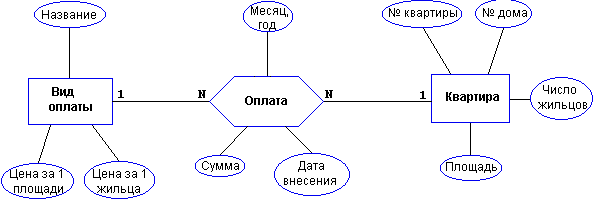 Название
Месяц,
год
№ квартиры
№ дома
Вид
оплаты
1
N
Оплата
N
1
Квартира
Число
жильцов
Цена за 1
площади
Цена за 1
жильца
Сумма
Дата
внесения
Площадь